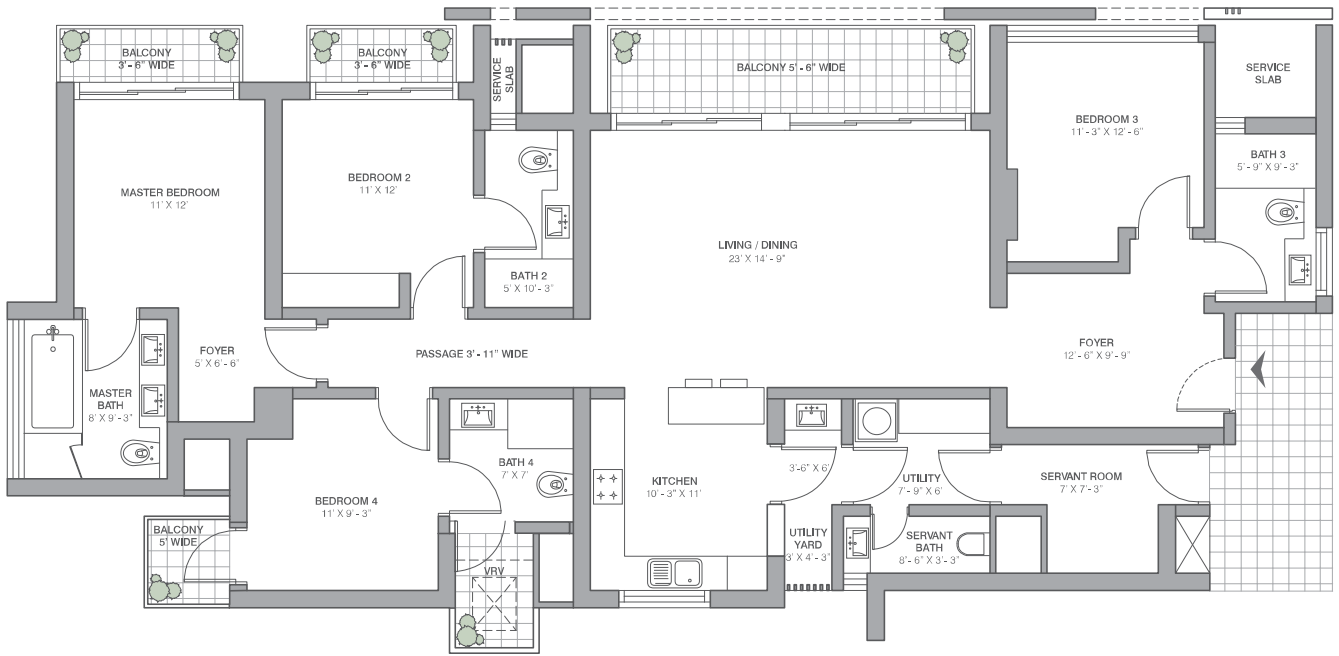 BALCONY
3' - 6" WIDE
BALCONY
3' - 6" WIDE
SERVICE
SLAB
BALCONY 5' - 6" WIDE
SERVICE
SLAB
BEDROOM 3
11' - 3" X 12' - 6"
BATH 3
5' - 9" X 9' - 3"
MASTER BEDROOM
11' X 12'
BEDROOM 2
11' X 12'
LIVING / DINING
23' X 14' - 9"
BATH 2
5' X 10' - 3"
FOYER
5' X 6' - 6"
PASSAGE 3' - 11" WIDE
FOYER
12' - 6" X 9' - 9"
MASTER
BATH
8' X 9' - 3"
BATH 4
7' X 7'
BEDROOM 4
11' X 9' - 3"
KITCHEN
10' - 3" X 11'
3'-6" X 6'
UTILITY
7' - 9" X 6'
SERVANT ROOM
7' X 7' - 3"
BALCONY
5' WIDE
UTILITY
YARD
3' X 4' - 3"
SERVANT
BATH
8' - 6" X 3' - 3"
VRV